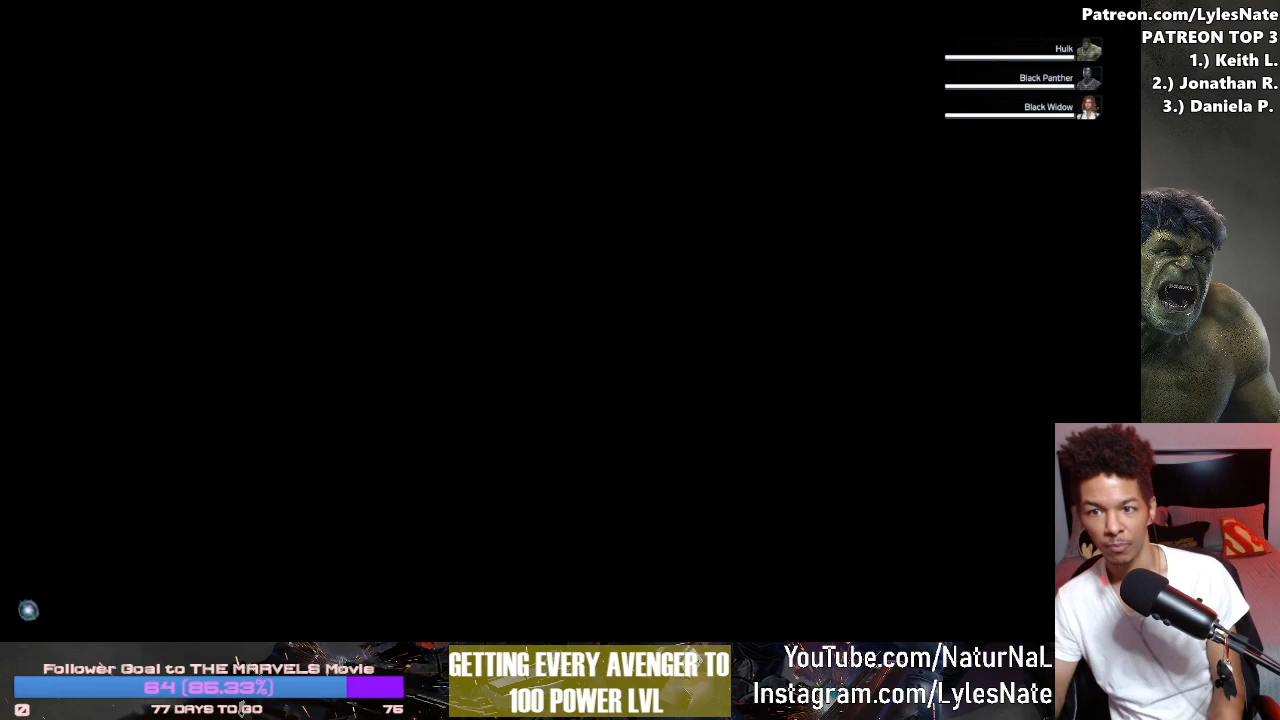 Patreon.com/LylesNate
PATREON TOP 3
1.) Keith L.
2.) Jonathan R.
3.) Daniela P.
Hulk
Black Panther
Black Widow
Follower Goal to THE MARVELS Movie
64 (85.33%)
0
77 DAYS TO GO
75
GETTING EVERY AVENGER TO
100 POWER LVL
YouTube.com/NaturNaL
Instagram.com/LylesNate